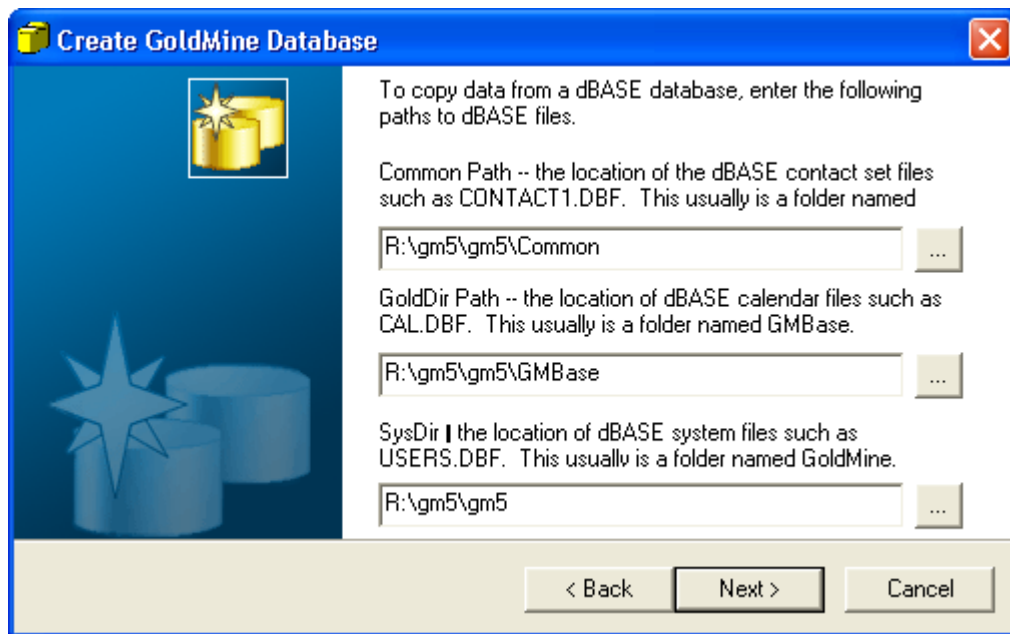 Create GoldMine Database
To copy data from a dBASE database, enter the following
paths to dBASE files.
Common Path -- the location of the dBASE contact set files
such as CONTACT1.DBF.  This usually is a folder named
R:\gm5\gm5\Common
...
GoldDir Path -- the location of dBASE calendar files such as
CAL.DBF.  This usually is a folder named GMBase.
R:\gm5\gm5\GMBase
...
SysDir | the location of dBASE system files such as
USERS.DBF.  This usually is a folder named GoldMine.
R:\gm5\gm5
...
< Back
Next >
Cancel